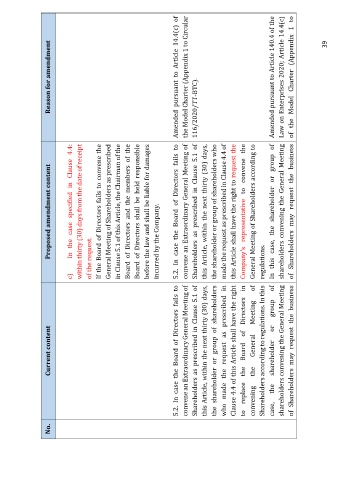 No.
Current content
Proposed amendment content
Reason for amendment
5.2. In case the Board of Directors fails to
convene an Extraordinary General Meeting of
Shareholders as prescribed in Clause 5.1 of
this Article, within the next thirty (30) days,
the shareholder or group of shareholders
who made the request as prescribed in
Clause 4.4 of this Article shall have the right
to replace the Board of Directors in
convening the General Meeting of
Shareholders according to regulations. In this
case, the shareholder or group of
shareholders convening the General Meeting
of Shareholders may request the business
c) In the case specified in Clause 4.4:
within thirty (30) days from the date of receipt
of the request.
If the Board of Directors fails to convene the
General Meeting of Shareholders as prescribed
in Clause 5.1 of this Article, the Chairman of the
Board of Directors and the members of the
Board of Directors shall be held responsible
before the law and shall be liable for damages
incurred by the Company.
5.2. In case the Board of Directors fails to
convene an Extraordinary General Meeting of
Shareholders as prescribed in Clause 5.1 of
this Article, within the next thirty (30) days,
the shareholder or group of shareholders who
made the request as prescribed in Clause 4.4 of
this Article shall have the right to request the
Company's representative to convene the
General Meeting of Shareholders according to
regulations.
In this case, the shareholder or group of
shareholders convening the General Meeting
of Shareholders may request the business
Amended pursuant to Article 14.4(c) of
the Model Charter (Appendix 1 to Circular
116/2020/TT-BTC).
Amended pursuant to Article 140.4 of the
Law on Enterprises 2020; Article 14.4(c)
of the Model Charter (Appendix 1 to
39